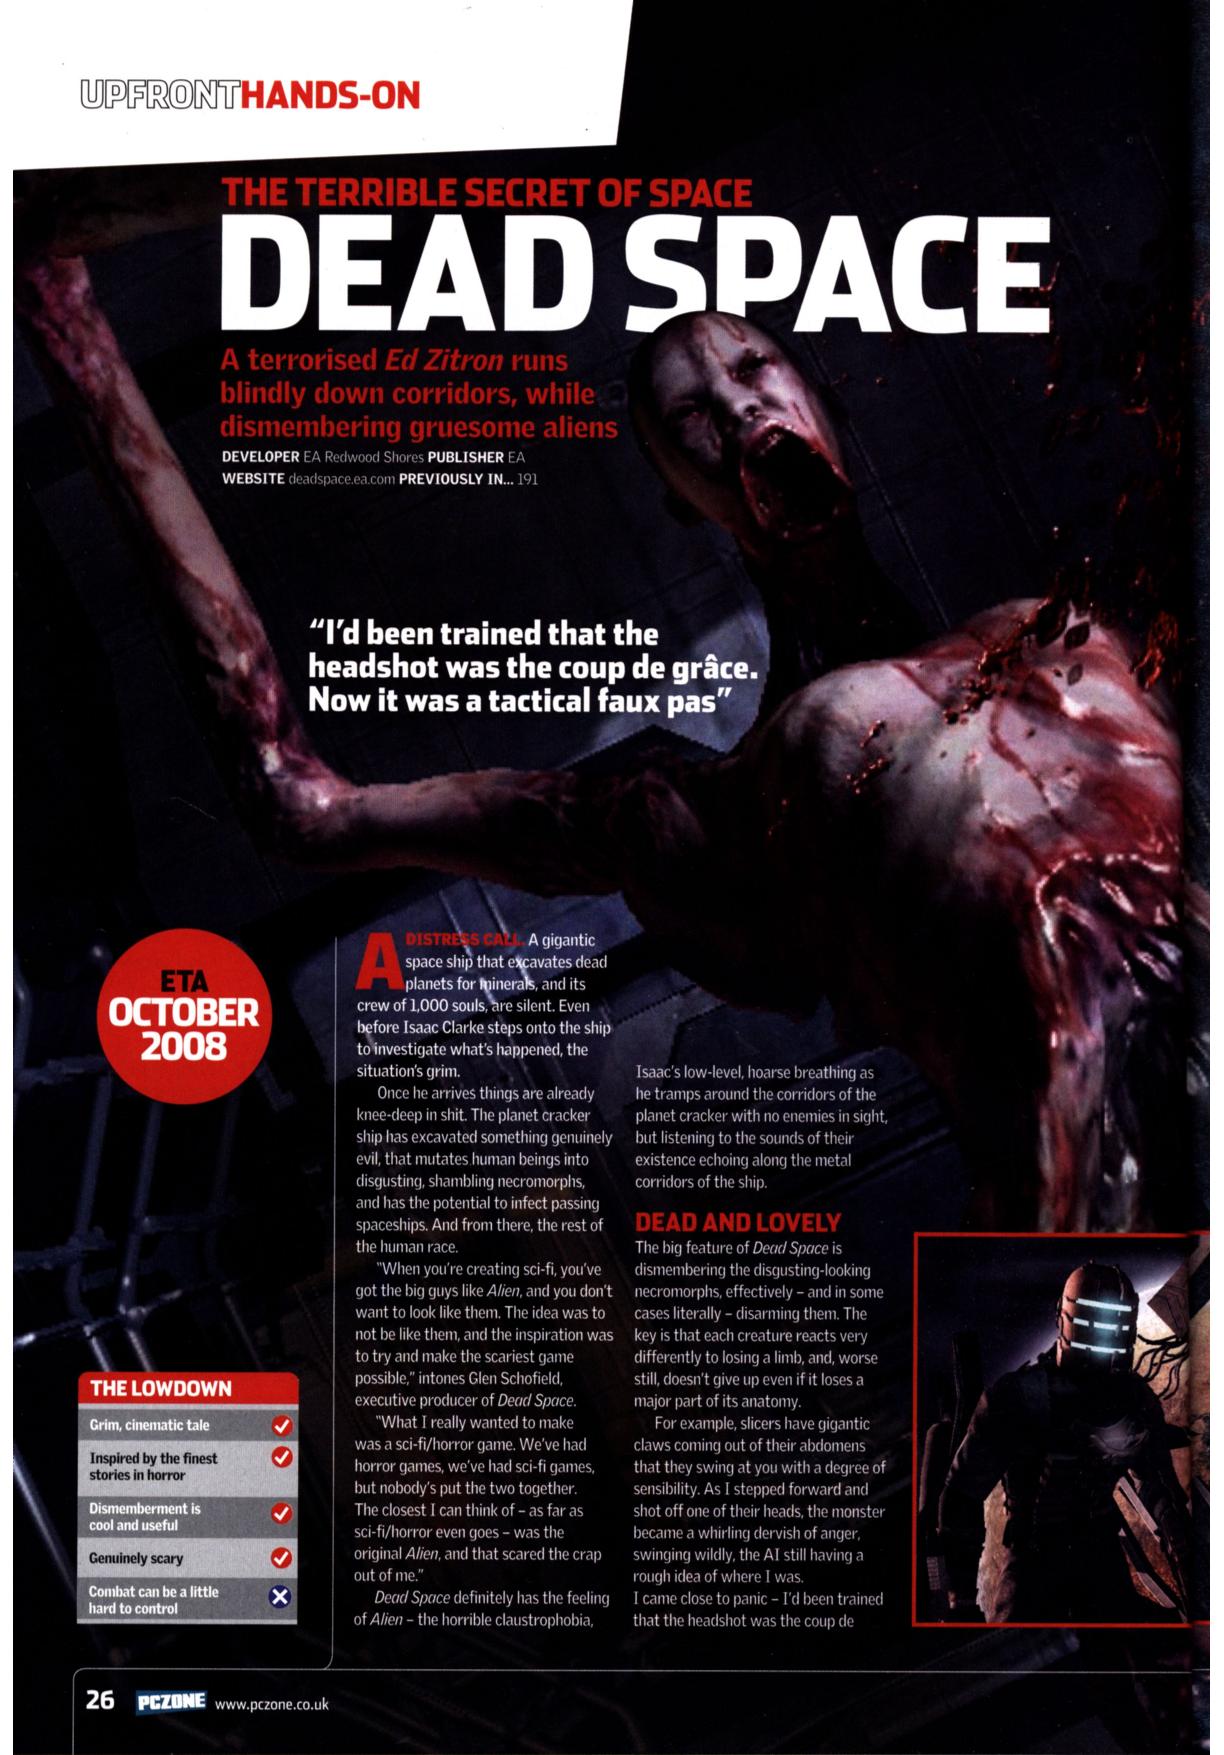 UPFRONTHANDS-ON
THE TERRIBLE SECRET OF SPACE
DEAD SPACE
A terrorised Ed Zitron runs
blindly down corridors, while
dismembering gruesome aliens
DEVELOPER EA Redwood Shores PUBLISHER EA
WEBSITE deadspace.ea.com PREVIOUSLY IN... 191
“I’d been trained that the
headshot was the coup de grâce.
Now it was a tactical faux pas”
ETA
OCTOBER
2008
A DISTRESS CALL. A gigantic
space ship that excavates dead
planets for minerals, and its
crew of 1,000 souls, are silent. Even
before Isaac Clarke steps onto the ship
to investigate what's happened, the
situation's grim.
Once he arrives things are already
knee-deep in shit. The planet cracker
ship has excavated something genuinely
evil, that mutates human beings into
disgusting, shambling necromorphs,
and has the potential to infect passing
spaceships. And from there, the rest of
the human race.
"When you're creating sci-fi, you've
got the big guys like Alien, and you don't
want to look like them. The idea was to
not be like them, and the inspiration was
to try and make the scariest game
possible," intones Glen Schofield,
executive producer of Dead Space.
"What I really wanted to make
was a sci-fi/horror game. We've had
horror games, we've had sci-fi games,
but nobody's put the two together.
The closest I can think of – as far as
sci-fi/horror even goes – was the
original Alien, and that scared the crap
out of me."
Dead Space definitely has the feeling
of Alien – the horrible claustrophobia,
Isaac's low-level, hoarse breathing as
he tramps around the corridors of the
planet cracker with no enemies in sight,
but listening to the sounds of their
existence echoing along the metal
corridors of the ship.
DEAD AND LOVELY
The big feature of Dead Space is
dismembering the disgusting-looking
necromorphs, effectively – and in some
cases literally – disarming them. The
key is that each creature reacts very
differently to losing a limb, and, worse
still, doesn't give up even if it loses a
major part of its anatomy.
For example, slicers have gigantic
claws coming out of their abdomens
that they swing at you with a degree of
sensibility. As I stepped forward and
shot off one of their heads, the monster
became a whirling dervish of anger,
swinging wildly, the AI still having a
rough idea of where I was.
I came close to panic – I'd been trained
that the headshot was the coup de
THE LOWDOWN
Grim, cinematic tale
Inspired by the finest
stories in horror
Dismemberment is
cool and useful
Genuinely scary
Combat can be a little
hard to control
26 PCZONE www.pczone.co.uk